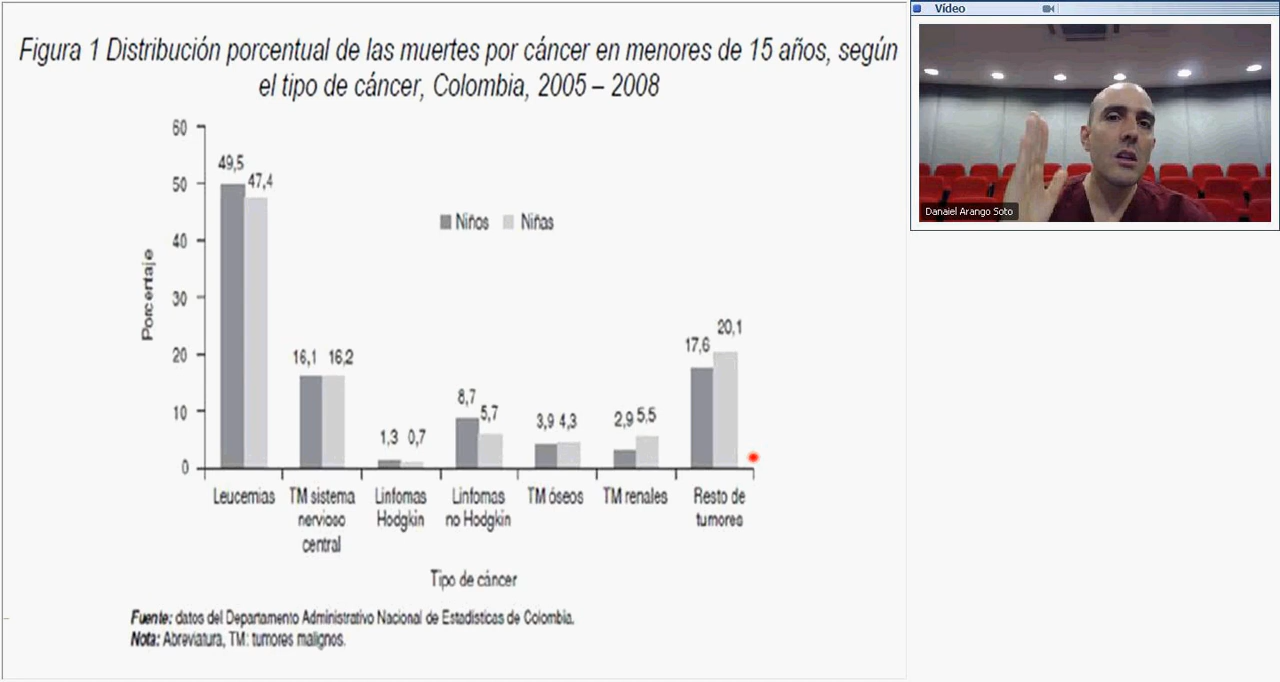 Figura 1 Distribución porcentual de las muertes por cáncer en menores de 15 años, según
el tipo de cáncer, Colombia, 2005 – 2008
Vídeo
Danaiel Arango Soto
Porcentaje
60
50
40
30
20
10
0
49,5
47,4
16,1
16,2
1,3
0,7
8,7
5,7
3,9
4,3
2,9
5,5
17,6
20,1
Niños
Niñas
Leucemias
TM sistema
nervioso
central
Linfomas
Hodgkin
Linfomas
no Hodgkin
TM óseos
TM renales
Resto de
tumores
Tipo de cáncer
Fuente: datos del Departamento Administrativo Nacional de Estadísticas de Colombia.
Nota: Abreviatura, TM: tumores malignos.